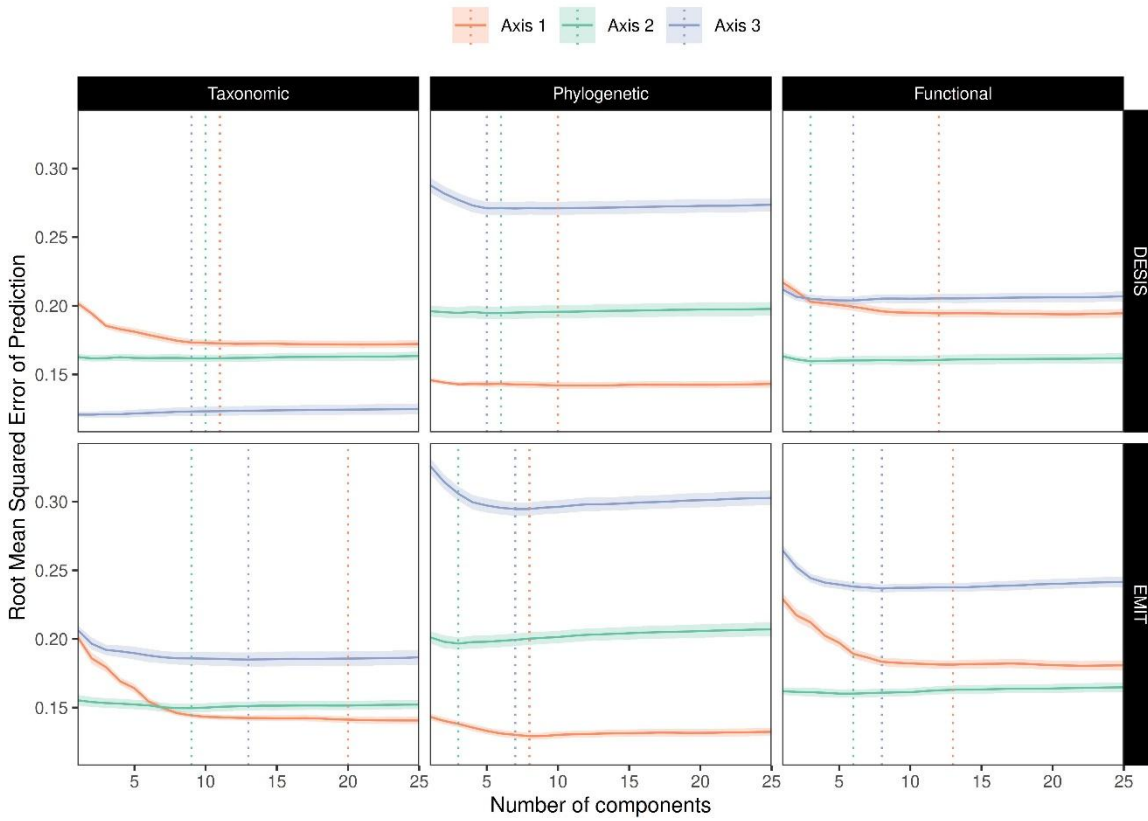 Axis 1 Axis 2 Axis 3
Taxonomic Phylogenetic Functional
Root Mean Squared Error of Prediction
0.30
0.25
0.20
0.15
DESIS
0.30
0.25
0.20
0.15
EMIT
5 10 15 20 25 5 10 15 20 25 5 10 15 20 25
Number of components